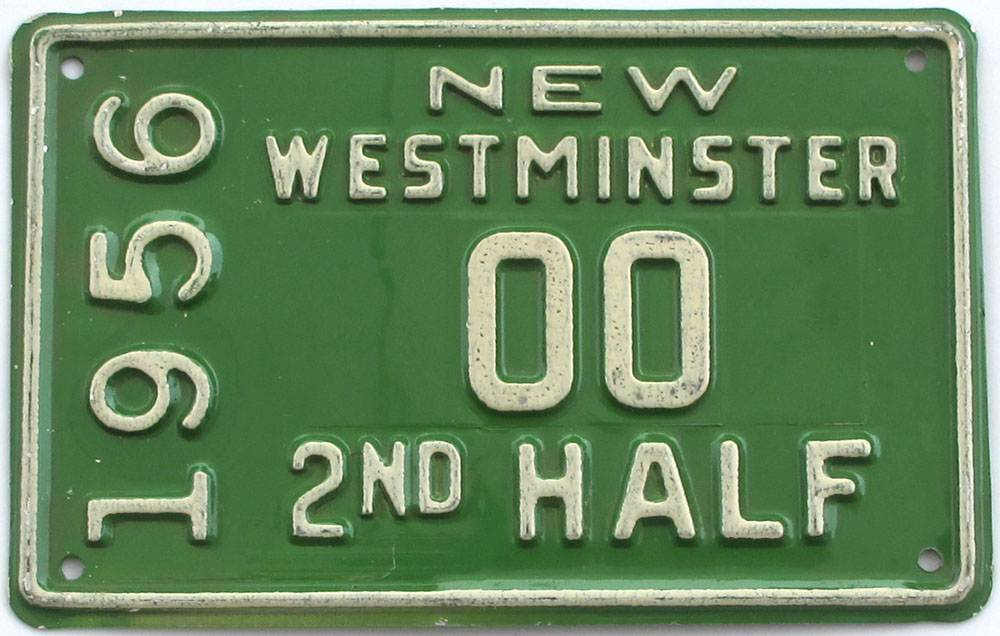 1956
NEW
WESTMINSTER
00
2ND HALF